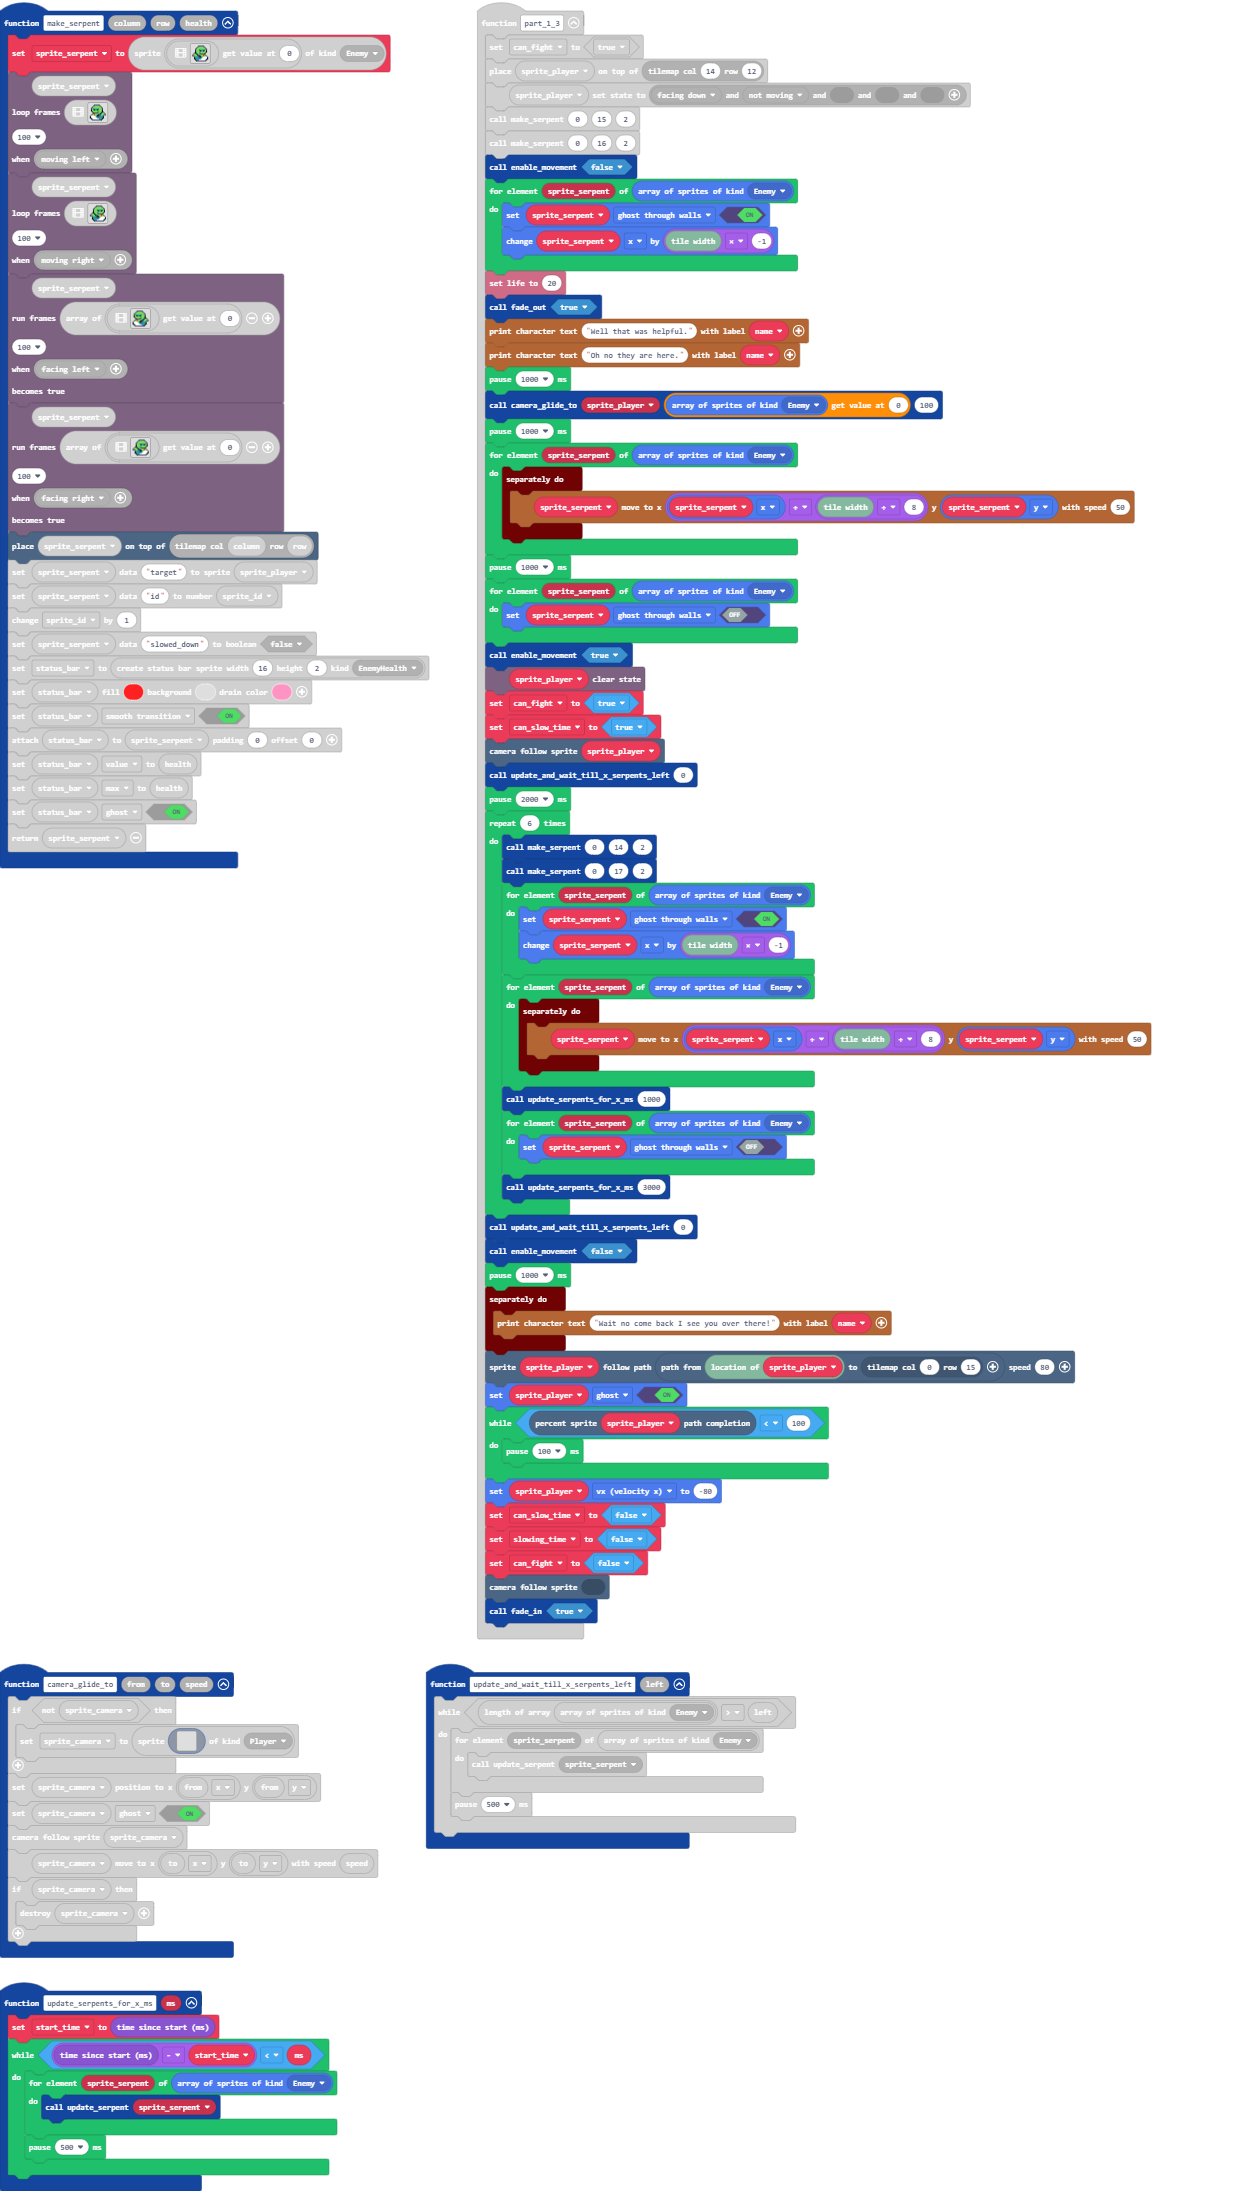 function make_serpent column row health
set sprite_serpent to sprite get value at 0 of kind Enemy
sprite_serpent
loop frames
100
when moving left
sprite_serpent
loop frames
100
when moving right
sprite_serpent
run frames array of get value at 0
100
when facing left
becomes true
sprite_serpent
run frames array of get value at 0
100
when facing right
becomes true
place sprite_serpent on top of tilemap col column row row
set sprite_serpent data "target" to sprite sprite_player
set sprite_serpent data "id" to number sprite_id
change sprite_id by 1
set sprite_serpent data "slowed_down" to boolean false
set status_bar to create status bar sprite width 16 height 2 kind EnemyHealth
set status_bar fill background drain color
set status_bar smooth transition ON
attach status_bar to sprite_serpent padding 0 offset 0
set status_bar value to health
set status_bar max to health
set status_bar ghost ON
return sprite_serpent
function part_1_3
set can_fight to true
place sprite_player on top of tilemap col 14 row 12
sprite_player set state to facing down and not moving and and and
call make_serpent 0 15 2
call make_serpent 0 16 2
call enable_movement false
for element sprite_serpent of array of sprites of kind Enemy
do set sprite_serpent ghost through walls ON
change sprite_serpent x by tile width × -1
set life to 20
call fade_out true
print character text "Well that was helpful." with label name
print character text "Oh no they are here." with label name
pause 1000 ms
call camera_glide_to sprite_player array of sprites of kind Enemy get value at 0 100
pause 1000 ms
for element sprite_serpent of array of sprites of kind Enemy
do separately do
sprite_serpent move to x sprite_serpent x + tile width ÷ 8 y sprite_serpent y with speed 50
pause 1000 ms
for element sprite_serpent of array of sprites of kind Enemy
do set sprite_serpent ghost through walls OFF
call enable_movement true
sprite_player clear state
set can_fight to true
set can_slow_time to true
camera follow sprite sprite_player
call update_and_wait_till_x_serpents_left 0
pause 2000 ms
repeat 6 times
do call make_serpent 0 14 2
call make_serpent 0 17 2
for element sprite_serpent of array of sprites of kind Enemy
do set sprite_serpent ghost through walls ON
change sprite_serpent x by tile width × -1
for element sprite_serpent of array of sprites of kind Enemy
do separately do
sprite_serpent move to x sprite_serpent x + tile width ÷ 8 y sprite_serpent y with speed 50
call update_serpents_for_x_ms 1000
for element sprite_serpent of array of sprites of kind Enemy
do set sprite_serpent ghost through walls OFF
call update_serpents_for_x_ms 3000
call update_and_wait_till_x_serpents_left 0
call enable_movement false
pause 1000 ms
separately do
print character text "Wait no come back I see you over there!" with label name
sprite sprite_player follow path path from location of sprite_player to tilemap col 0 row 15 speed 80
set sprite_player ghost ON
while percent sprite sprite_player path completion < 100
do pause 100 ms
set sprite_player vx (velocity x) to -80
set can_slow_time to false
set slowing_time to false
set can_fight to false
camera follow sprite
call fade_in true
function camera_glide_to from to speed
if not sprite_camera then
set sprite_camera to sprite of kind Player
set sprite_camera position to x from x y from y
set sprite_camera ghost ON
camera follow sprite sprite_camera
sprite_camera move to x to x y to y with speed speed
if sprite_camera then
destroy sprite_camera
function update_and_wait_till_x_serpents_left left
while length of array array of sprites of kind Enemy > left
do for element sprite_serpent of array of sprites of kind Enemy
do call update_serpent sprite_serpent
pause 500 ms
function update_serpents_for_x_ms ms
set start_time to time since start (ms)
while time since start (ms) - start_time < ms
do for element sprite_serpent of array of sprites of kind Enemy
do call update_serpent sprite_serpent
pause 500 ms